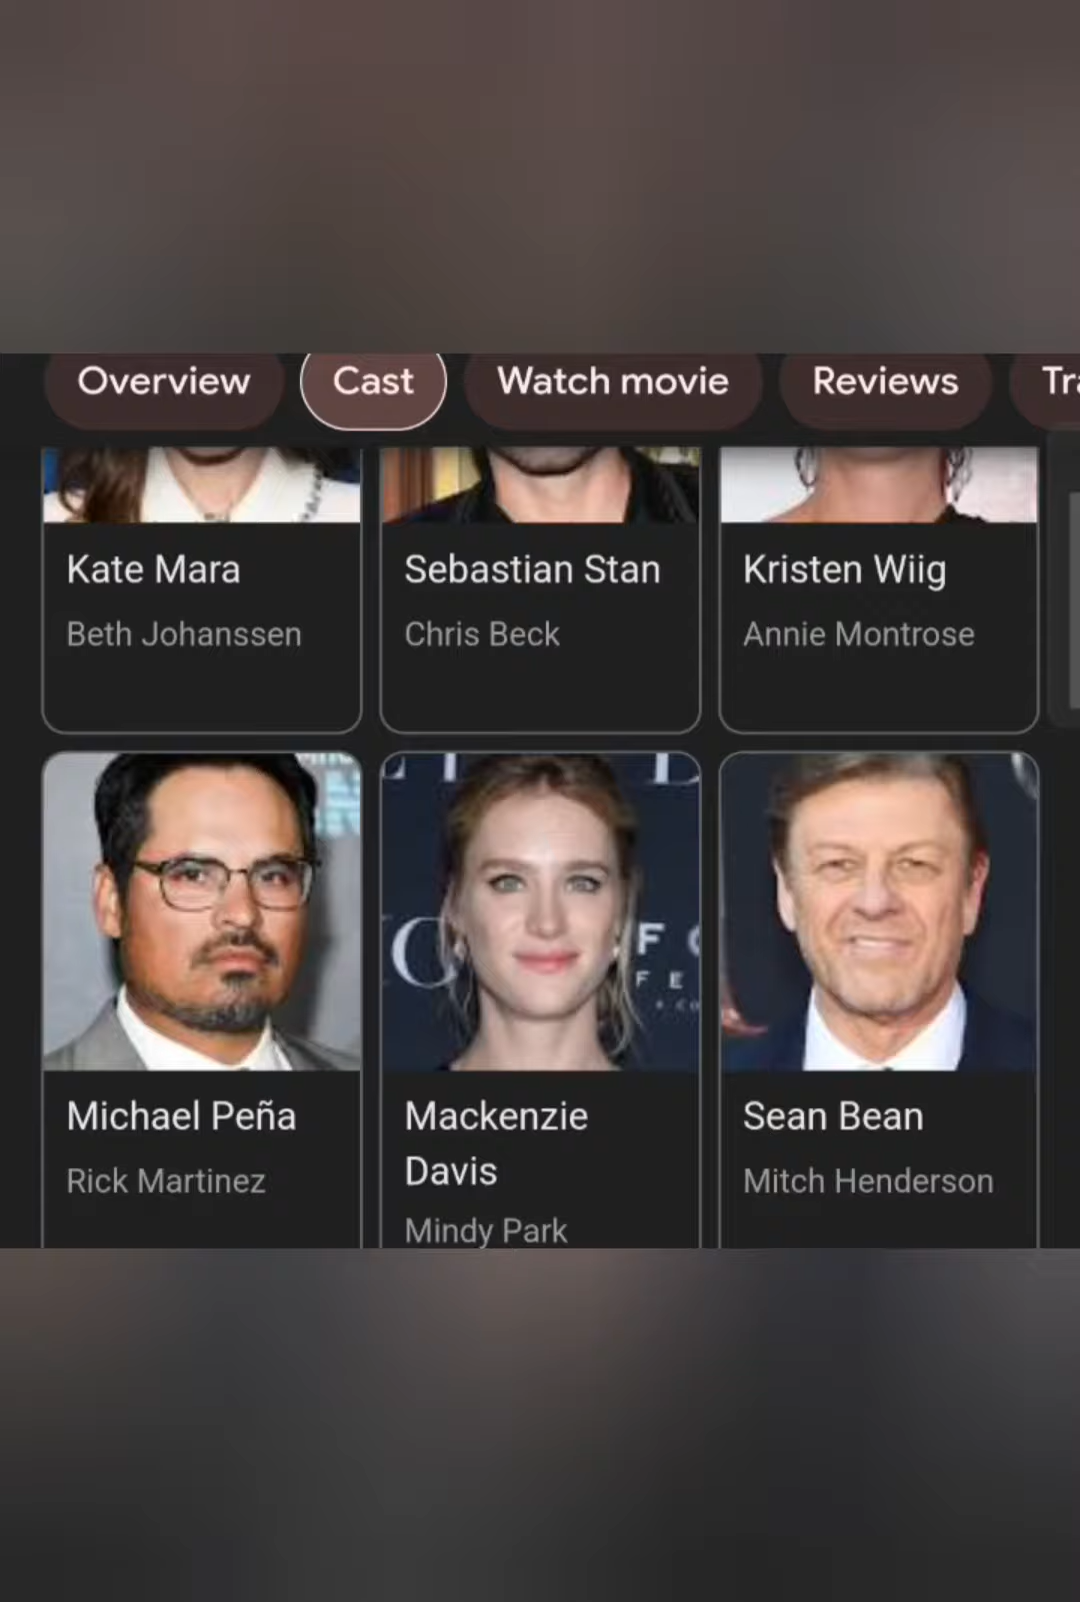 Overview Cast Watch movie Reviews
Kate Mara Sebastian Stan Kristen Wiig
Beth Johanssen Chris Beck Annie Montrose
Michael Peña Mackenzie Davis Sean Bean
Rick Martinez Mindy Park Mitch Henderson